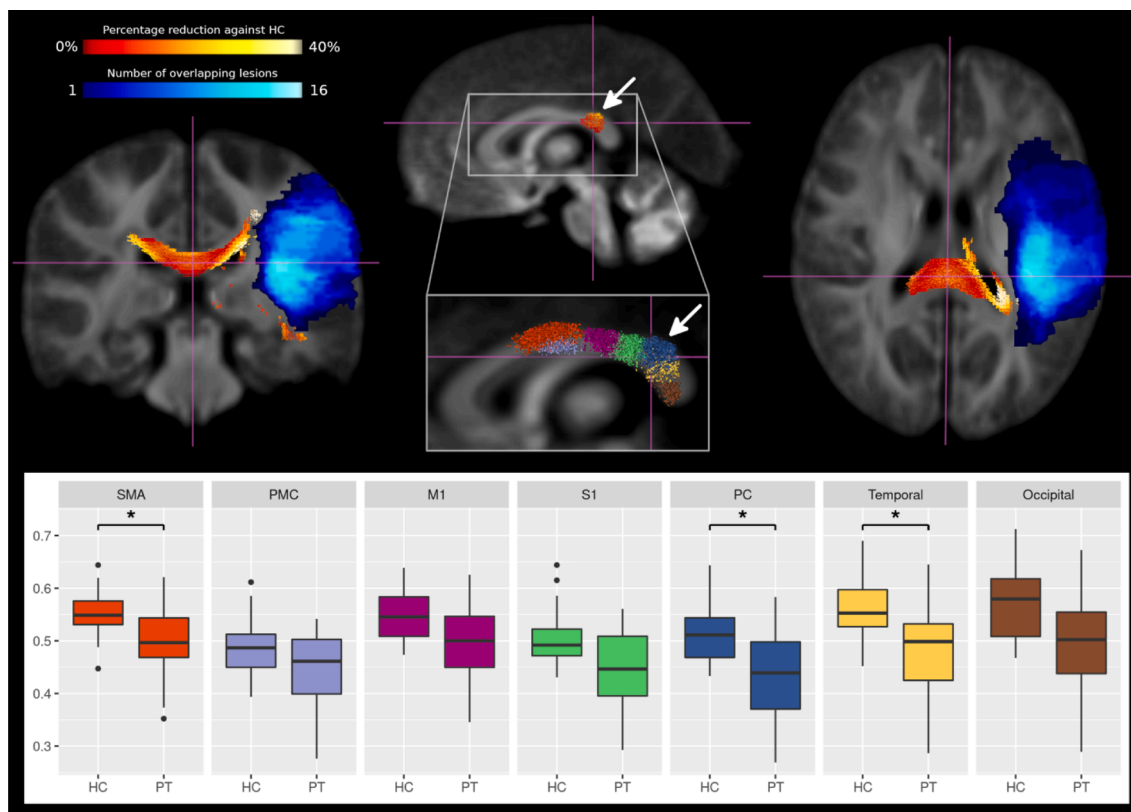 Percentage reduction against HC
0% 40%
Number of overlapping lesions
1 16
SMA PMC M1 S1 PC Temporal Occipital
* * *
0.7
0.6
0.5
0.4
0.3
HC PT HC PT HC PT HC PT HC PT HC PT HC PT